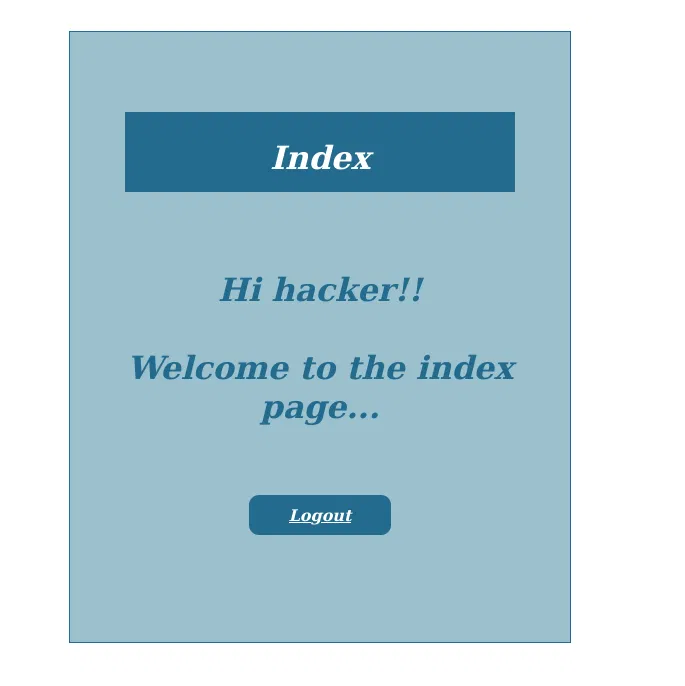 Index
Hi hacker!!
Welcome to the index
page...
Logout